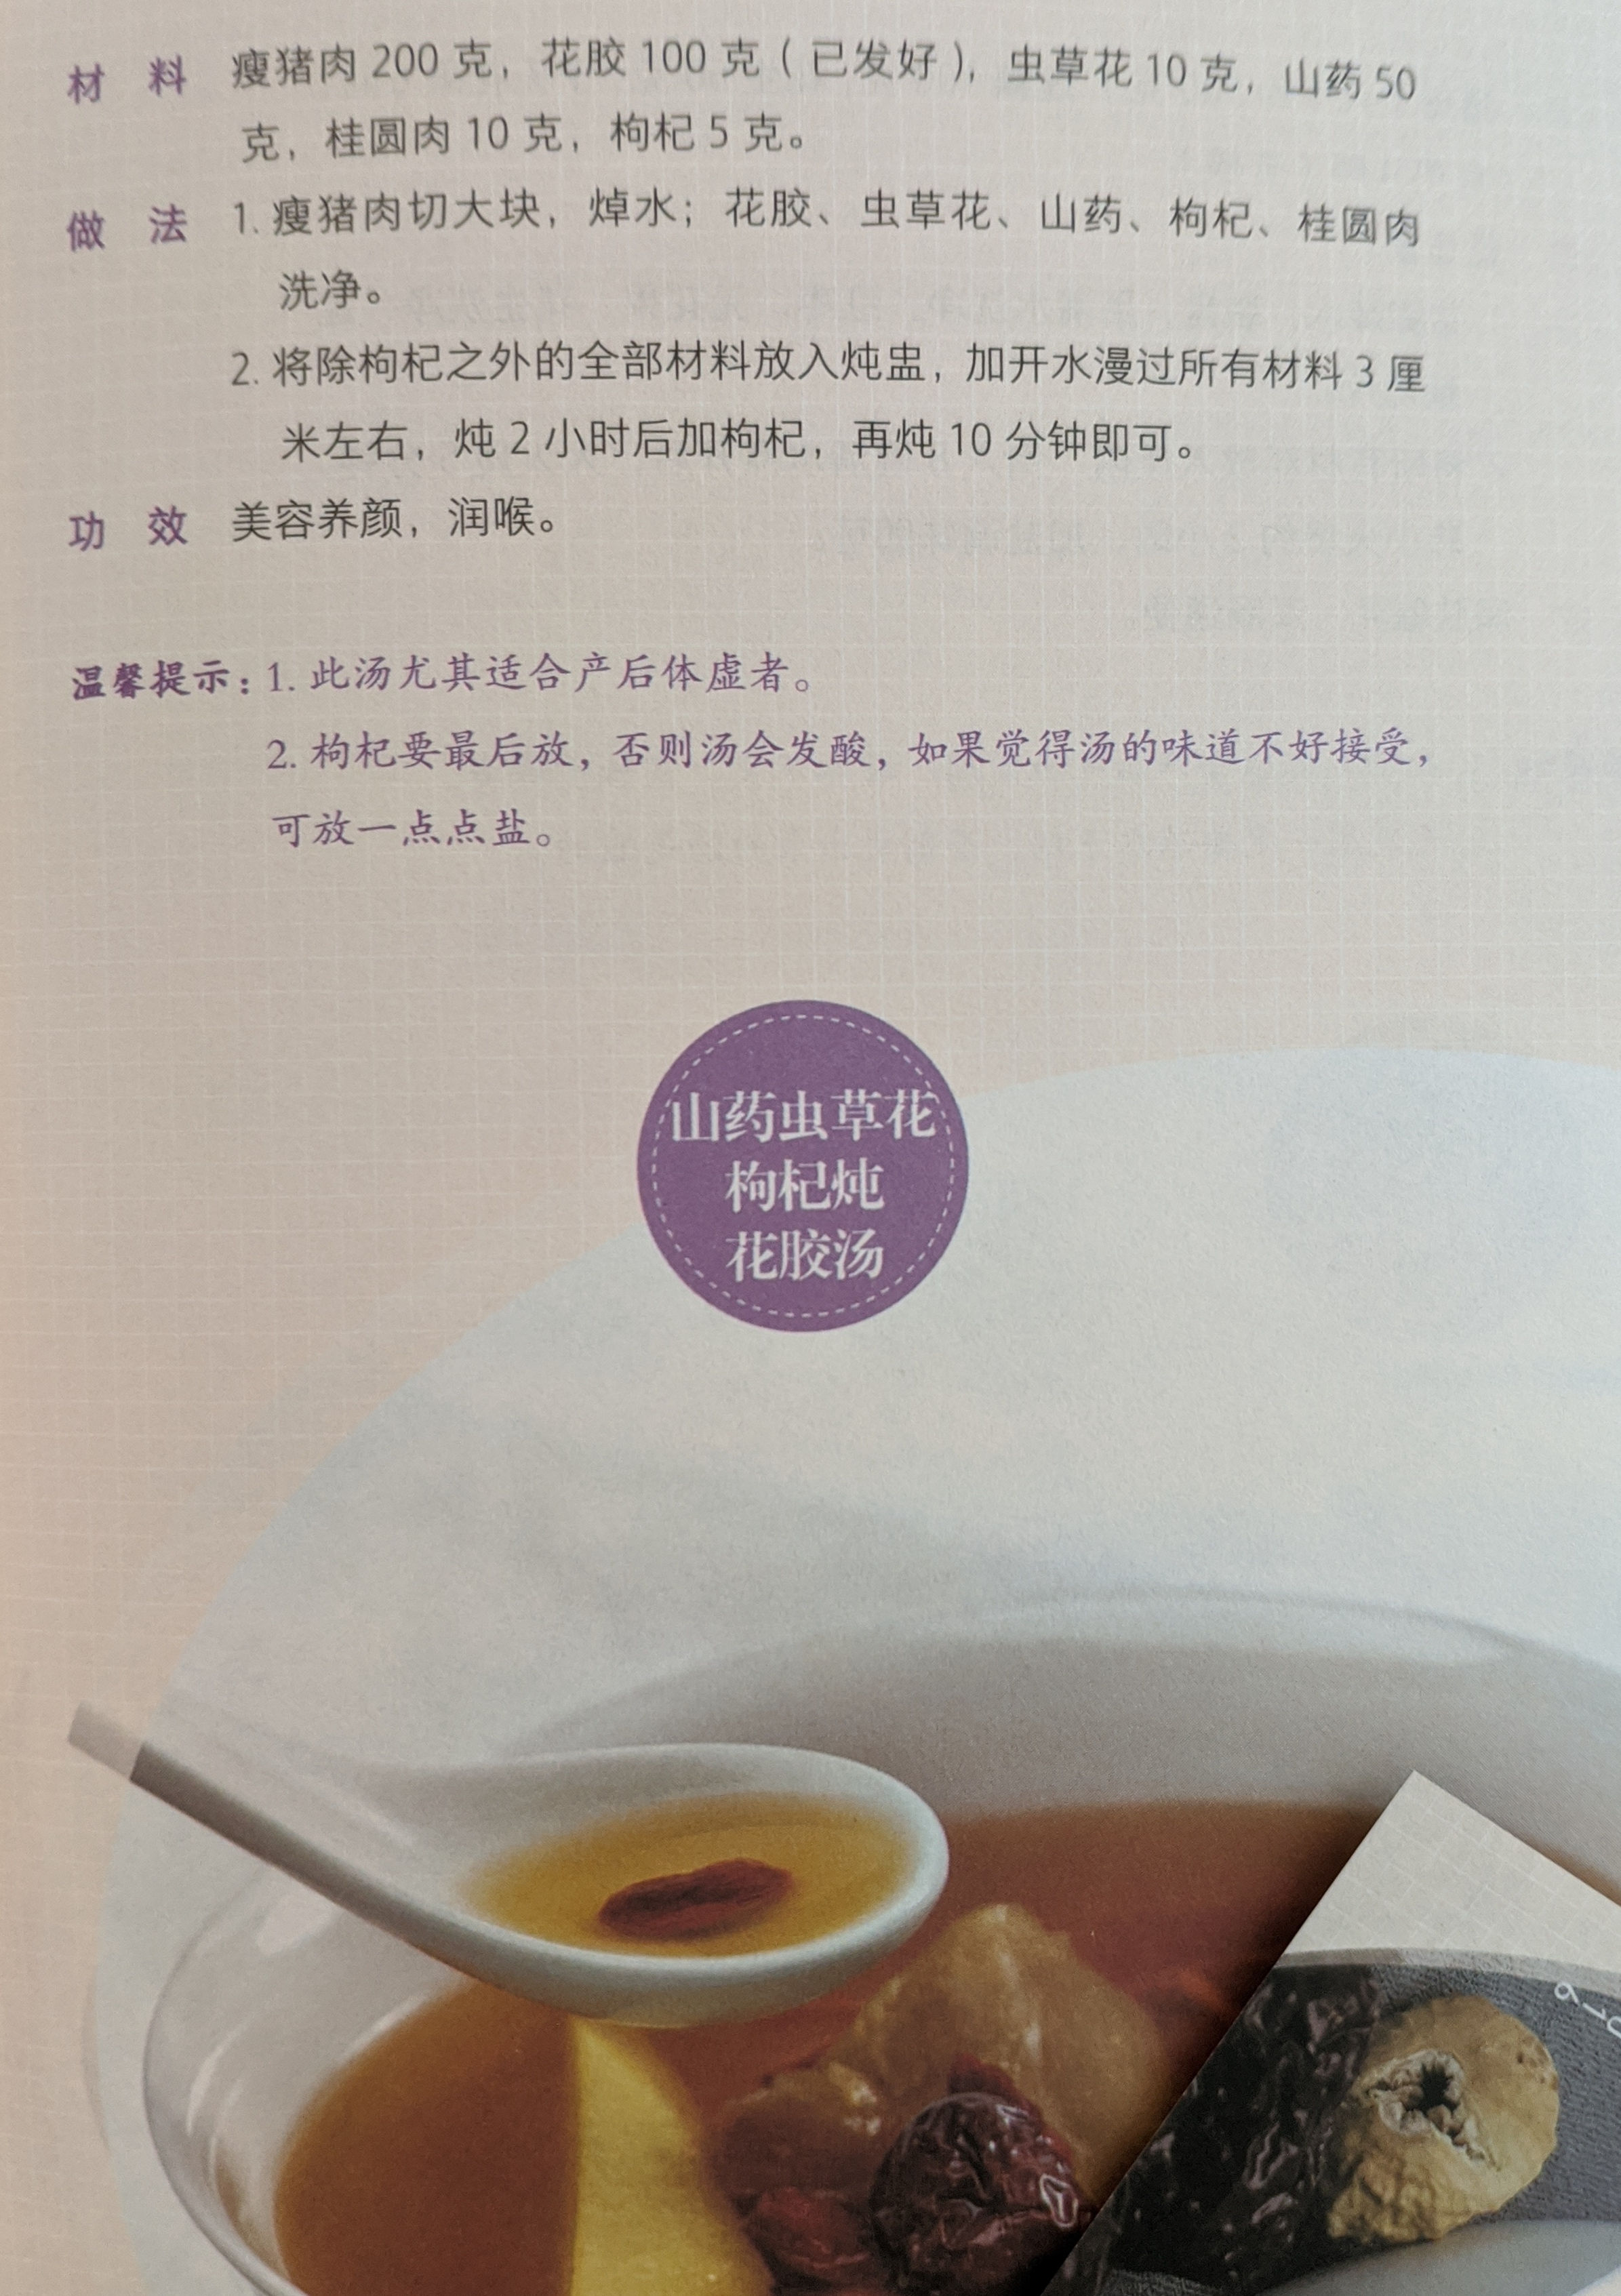 材 料 瘦猪肉 200 克，花胶 100 克（已发好），虫草花 10 克，山药 50
克，桂圆肉 10 克，枸杞 5 克。
做 法 1. 瘦猪肉切大块，焯水；花胶、虫草花、山药、枸杞、桂圆肉
洗净。
2. 将除枸杞之外的全部材料放入炖盅，加开水漫过所有材料 3 厘
米左右，炖 2 小时后加枸杞，再炖 10 分钟即可。
功 效 美容养颜，润喉。
温馨提示：1. 此汤尤其适合产后体虚者。
2. 枸杞要最后放，否则汤会发酸，如果觉得汤的味道不好接受，
可放一点点盐。
山药虫草花
枸杞炖
花胶汤